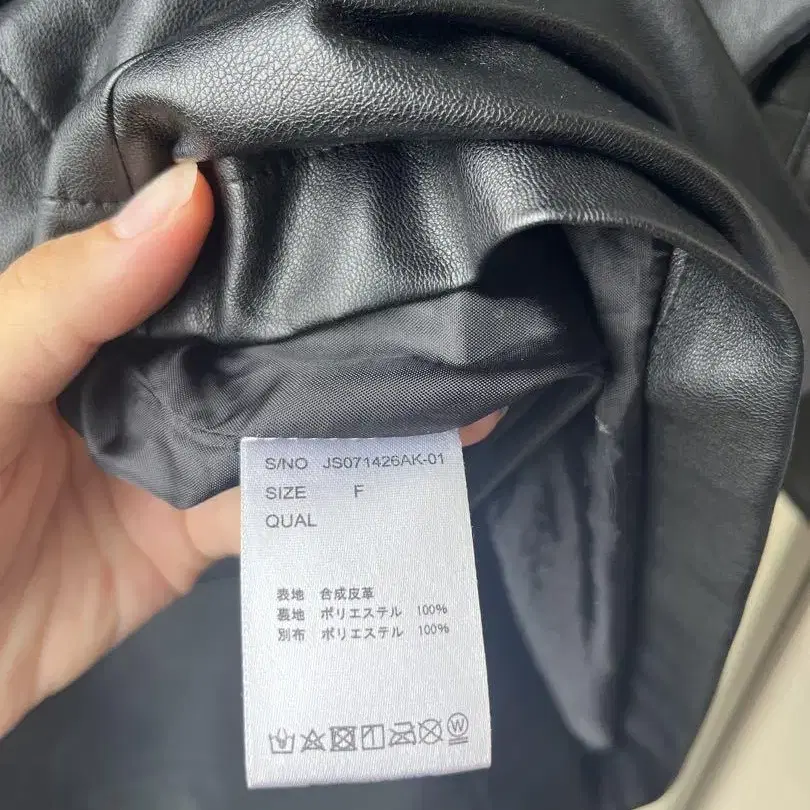 S/NO JS071426AK-01
SIZE F
QUAL
表地 合成皮革
裏地 ポリエステル 100%
別布 ポリエステル 100%
W